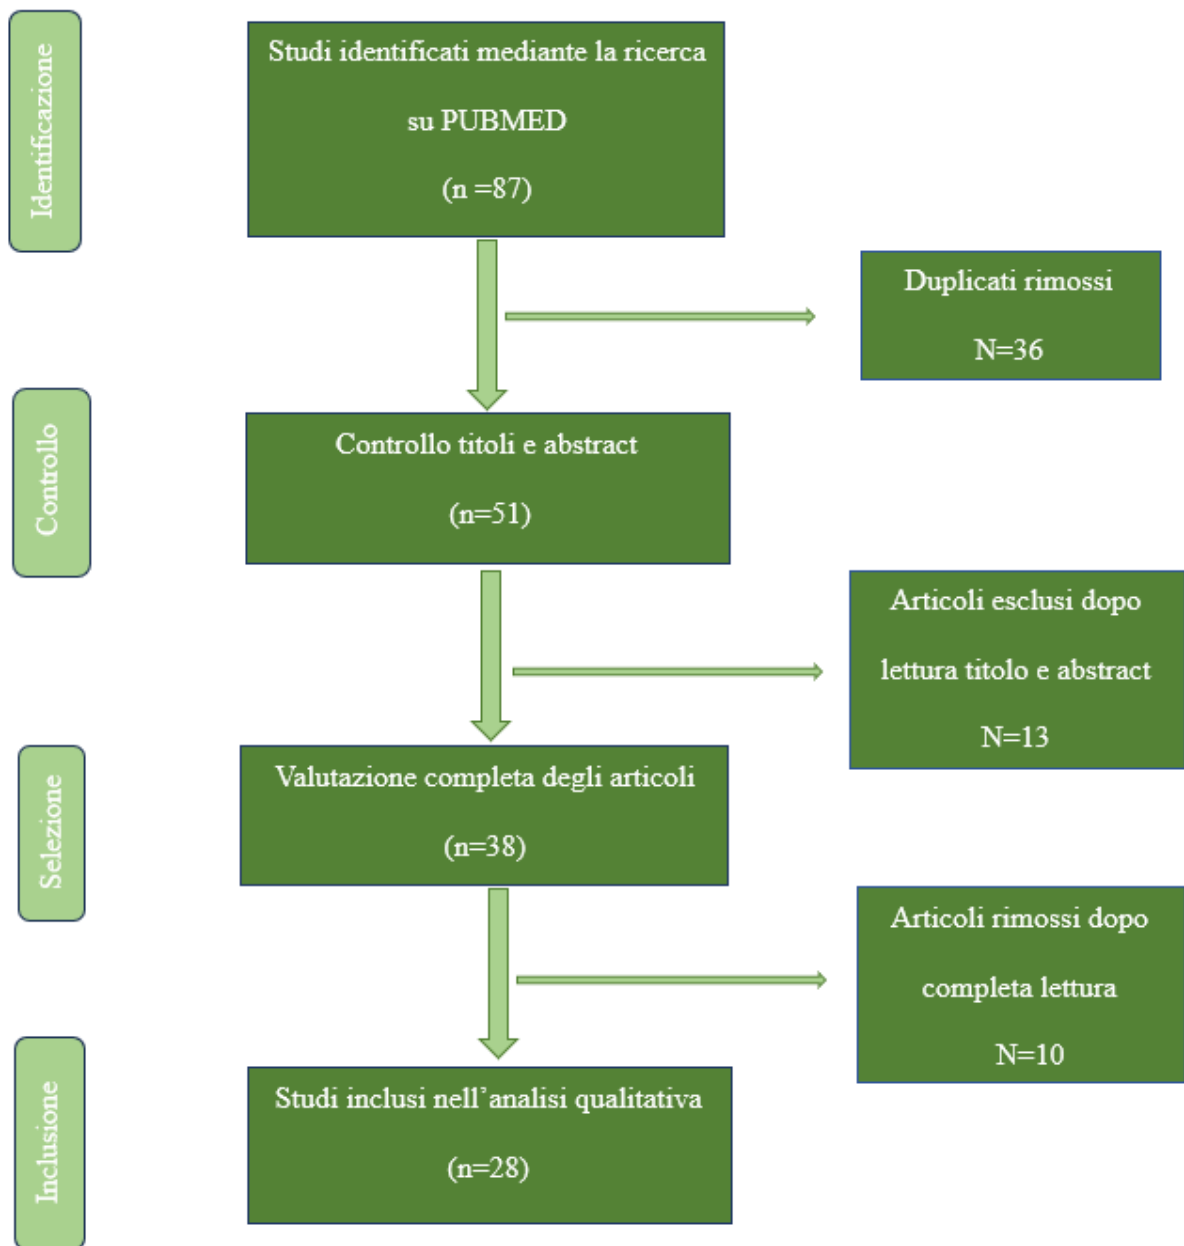 Identificazione
Studi identificati mediante la ricerca
su PUBMED
(n =87)
Duplicati rimossi
N=36
Controllo
Controllo titoli e abstract
(n=51)
Articoli esclusi dopo
lettura titolo e abstract
N=13
Selezione
Valutazione completa degli articoli
(n=38)
Articoli rimossi dopo
completa lettura
N=10
Inclusione
Studi inclusi nell’analisi qualitativa
(n=28)